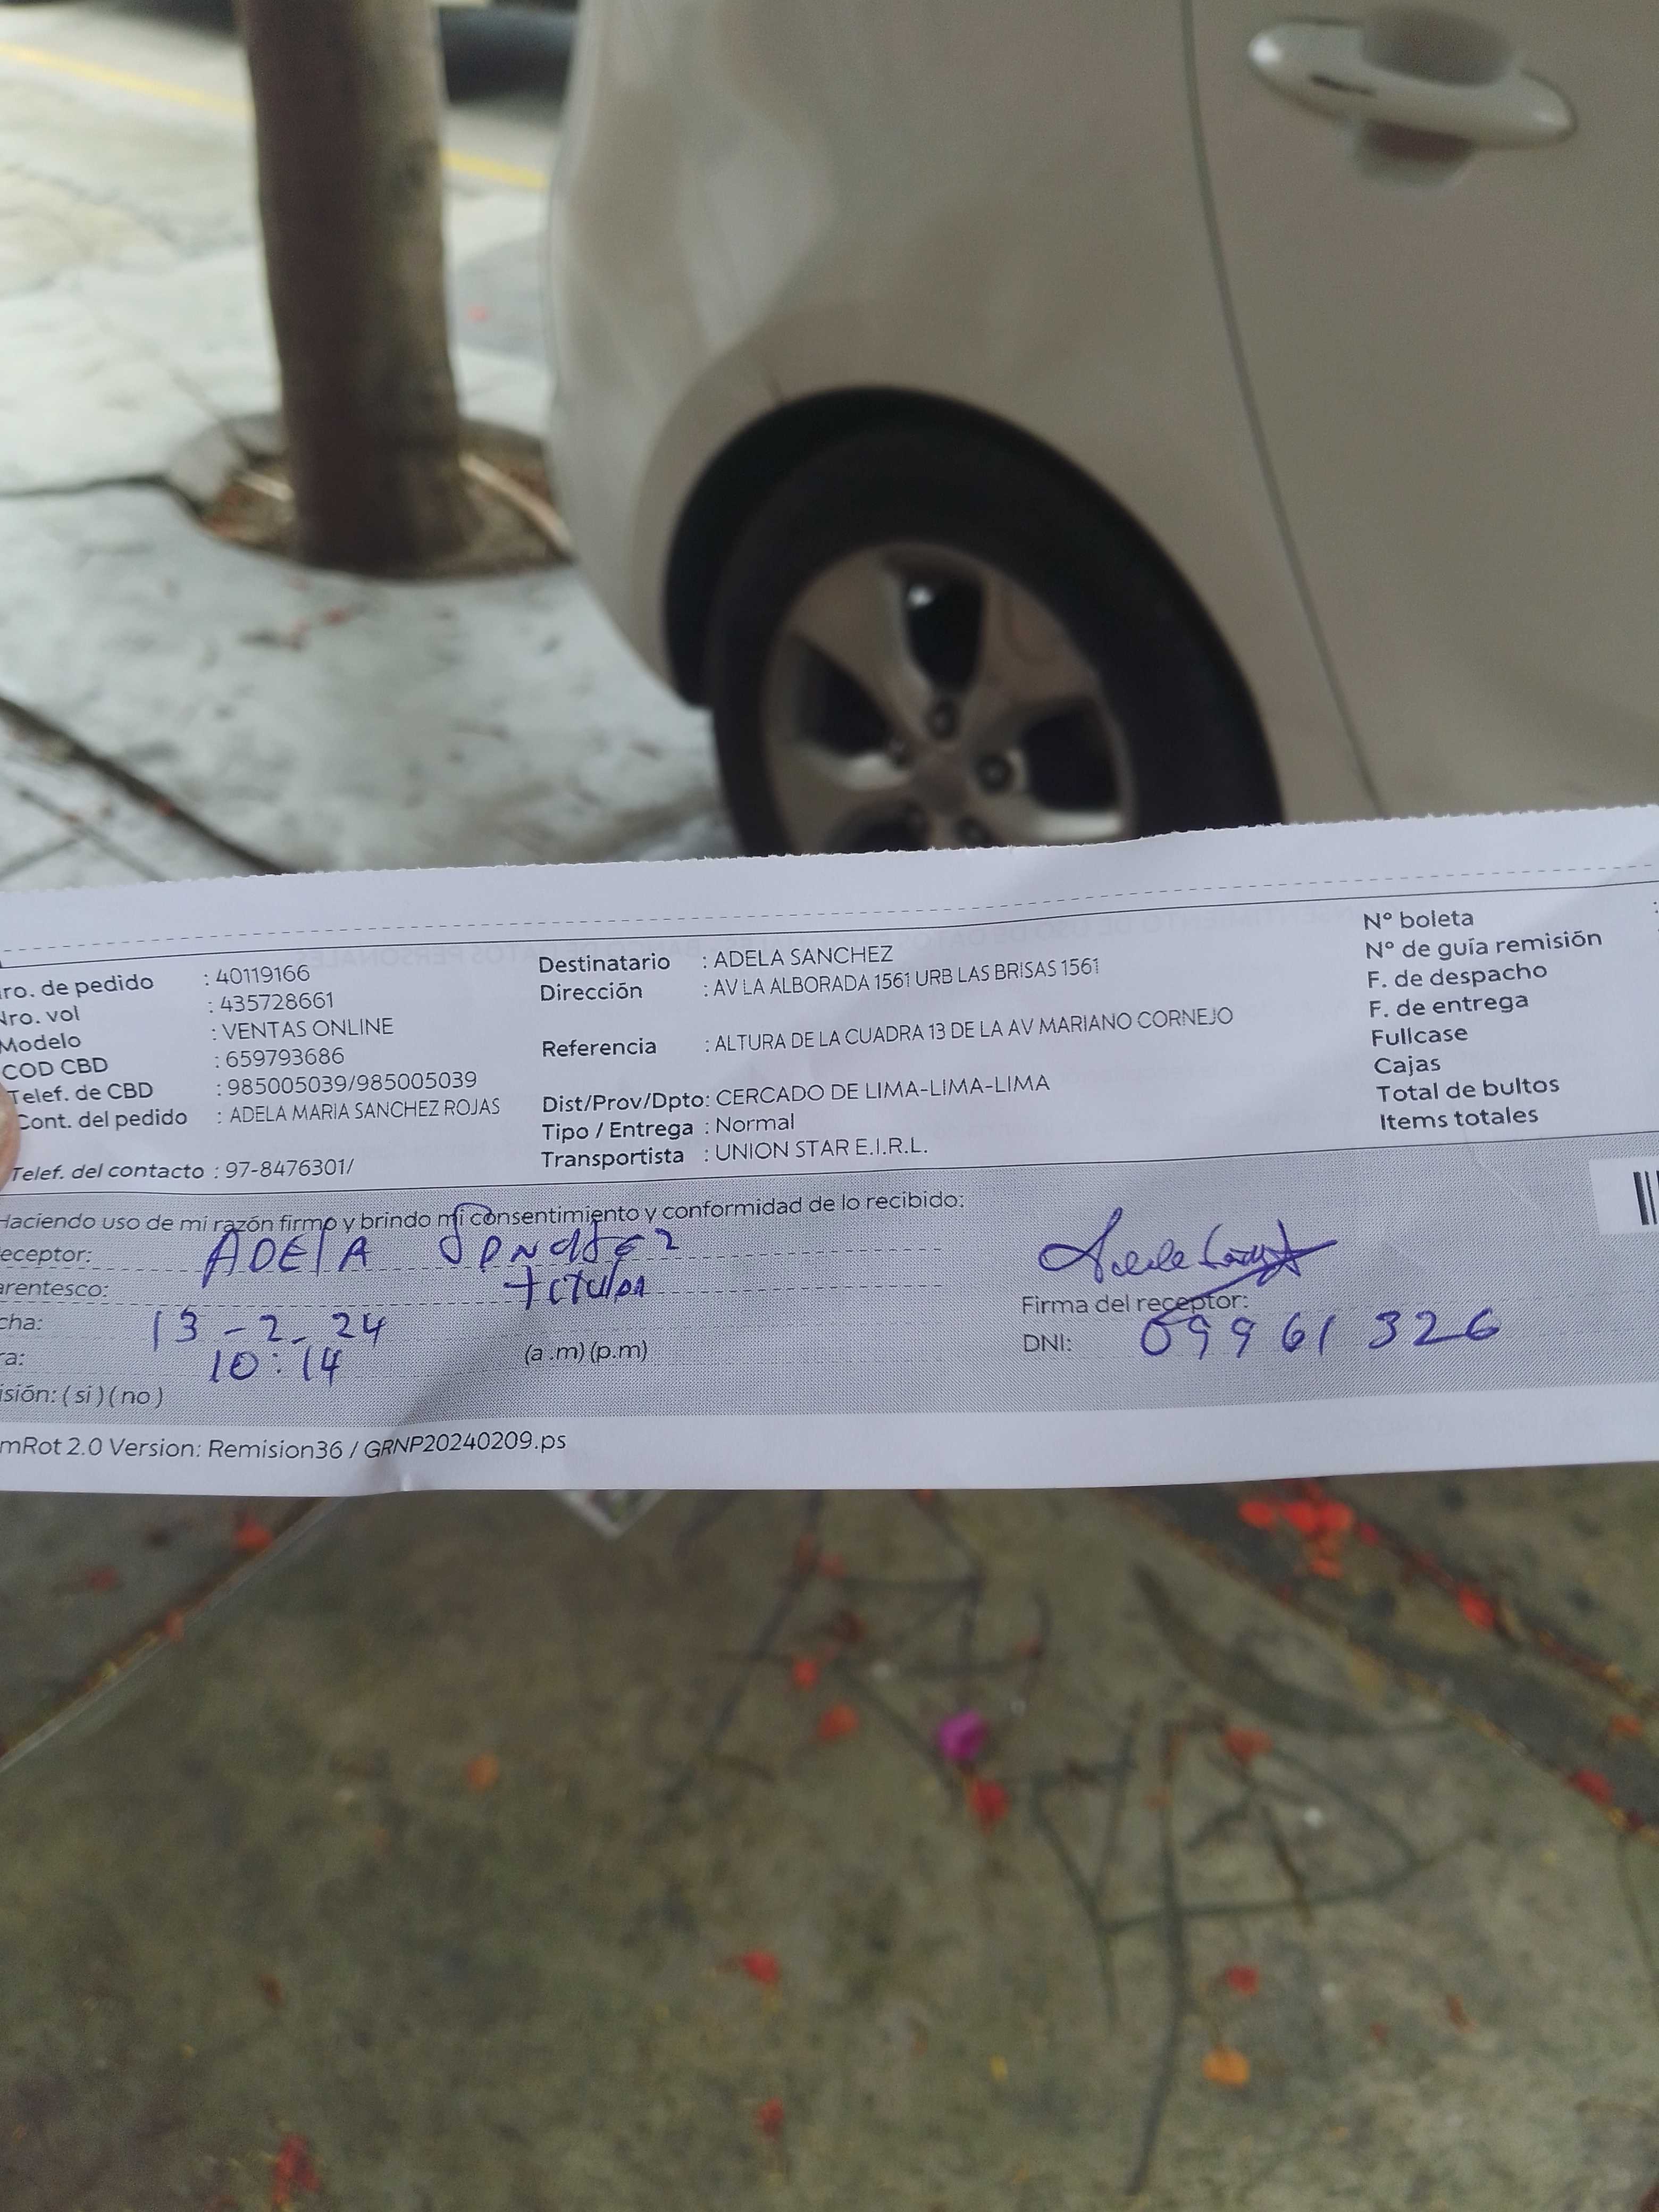 ro. de pedido : 40119166
Nro. vol : 435728661
Modelo : VENTAS ONLINE
COD CBD : 659793686
Telef. de CBD : 985005039/985005039
Cont. del pedido : ADELA MARIA SANCHEZ ROJAS
Telef. del contacto : 97-8476301/
Destinatario : ADELA SANCHEZ
Dirección : AV LA ALBORADA 1561 URB LAS BRISAS 1561
Referencia : ALTURA DE LA CUADRA 13 DE LA AV MARIANO CORNEJO
Dist/Prov/Dpto: CERCADO DE LIMA-LIMA-LIMA
Tipo / Entrega : Normal
Transportista : UNION STAR E.I.R.L.
N° boleta :
N° de guía remisión :
F. de despacho
F. de entrega
Fullcase
Cajas
Total de bultos
Items totales
Haciendo uso de mi razón firmo y brindo mi consentimiento y conformidad de lo recibido:
eceptor: ADELA Sanchez
arentesco: titular
cha: 13-2-24
ra: 10:14 (a.m) (p.m)
isión: ( si ) ( no )
Firma del receptor:
DNI: 09961326
mRot 2.0 Version: Remision36 / GRNP20240209.ps